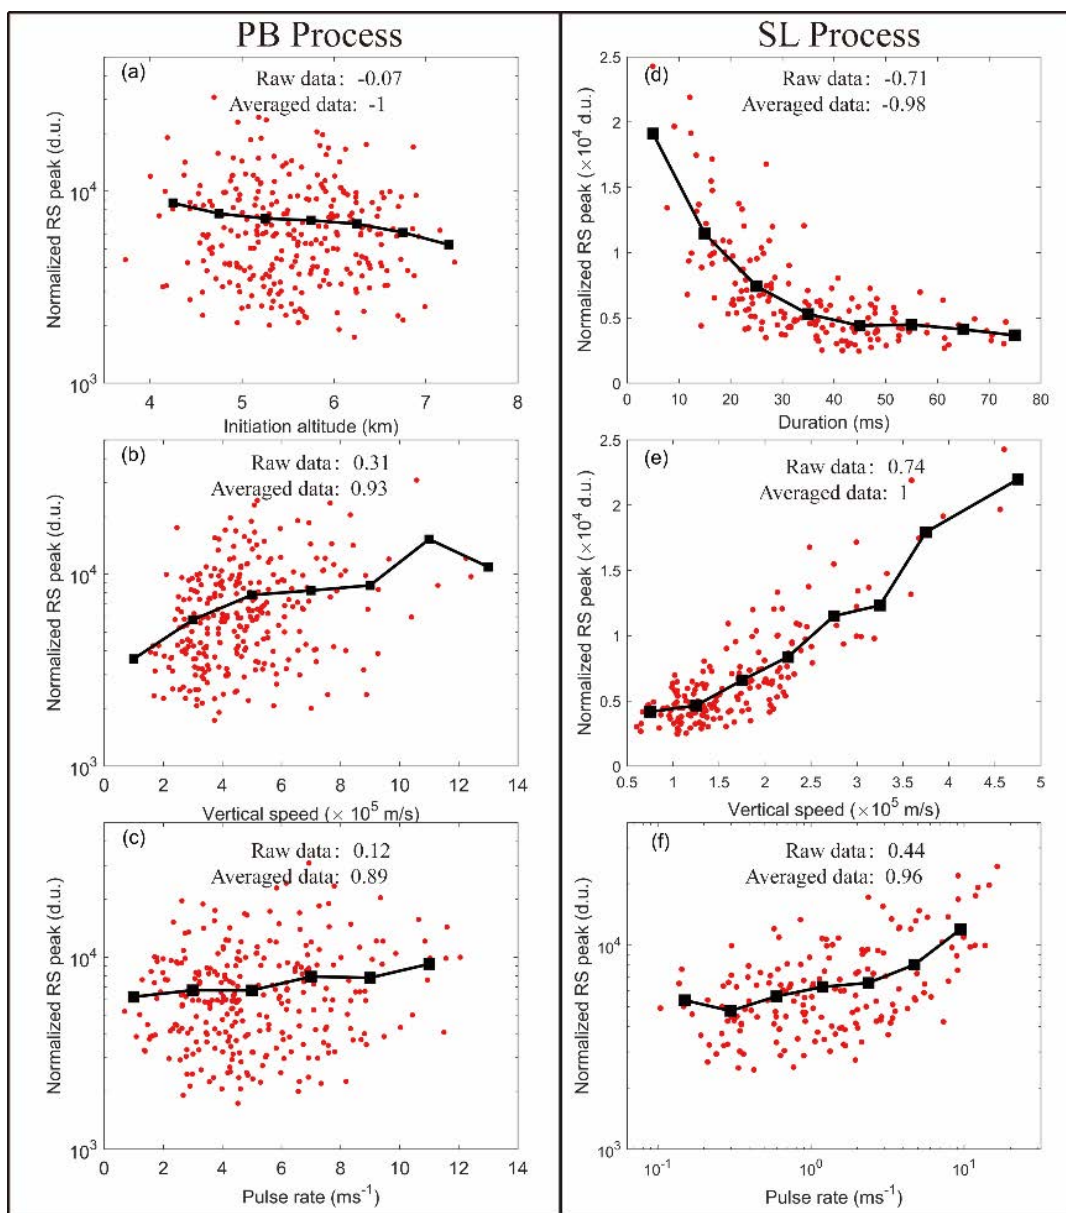 PB Process
(a)
Raw data: -0.07
Averaged data: -1
Normalized RS peak (d.u.)
10^4
10^3
4 5 6 7 8
Initiation altitude (km)
(b)
Raw data: 0.31
Averaged data: 0.93
Normalized RS peak (d.u.)
10^4
10^3
0 2 4 6 8 10 12 14
Vertical speed (× 10^5 m/s)
(c)
Raw data: 0.12
Averaged data: 0.89
Normalized RS peak (d.u.)
10^4
10^3
0 2 4 6 8 10 12 14
Pulse rate (ms^-1)
SL Process
(d)
Raw data: -0.71
Averaged data: -0.98
Normalized RS peak (×10^4 d.u.)
2.5
2
1.5
1
0.5
0
0 10 20 30 40 50 60 70 80
Duration (ms)
(e)
Raw data: 0.74
Averaged data: 1
Normalized RS peak (×10^4 d.u.)
2.5
2
1.5
1
0.5
0
0.5 1 1.5 2 2.5 3 3.5 4 4.5 5
Vertical speed (× 10^5 m/s)
(f)
Raw data: 0.44
Averaged data: 0.96
Normalized RS peak (d.u.)
10^4
10^3
10^-1 10^0 10^1
Pulse rate (ms^-1)